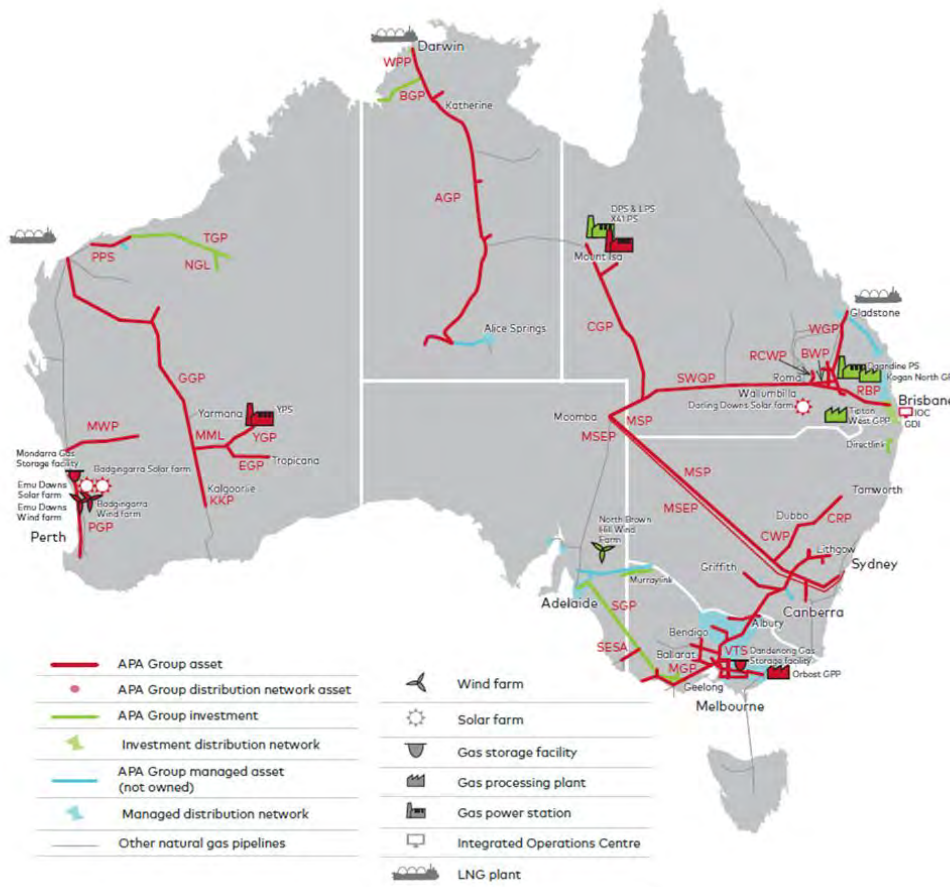 Darwin
WPP
BGP
Katherine
AGP
DPS & LPS
X41PS
Mount Isa
TGP
PPS
NGL
Gladstone
Alice Springs
CGP
WGP
RCWP
BWP
GGP
SWQP
Roma
Daandine PS
Kogan North GP
Wallumbilla
RBP
Brisbane
Darling Downs Solar farm
Tipton
West GPP
IOC
GDI
Yarmana
YPS
Moomba
MSP
MWP
MML
YGP
MSEP
Directlink
EGP
Tropicana
Mondarra Gas
Storage facility
Badgingarra Solar farm
MSP
Kalgoorlie
Emu Downs
Solar farm
KKP
MSEP
Tamworth
Emu Downs
Wind farm
Badgingarra
Wind farm
Dubbo
CRP
PGP
North Brown
Hill Wind
Farm
CWP
Perth
Lithgow
Griffith
Sydney
Murraylink
Adelaide
SGP
Canberra
Albury
Bendigo
SESA
Ballarat
VTS
Dandenong Gas
Storage facility
MGP
Orbost GPP
Geelong
Melbourne
APA Group asset
APA Group distribution network asset
APA Group investment
Investment distribution network
APA Group managed asset
(not owned)
Managed distribution network
Other natural gas pipelines
Wind farm
Solar farm
Gas storage facility
Gas processing plant
Gas power station
Integrated Operations Centre
LNG plant